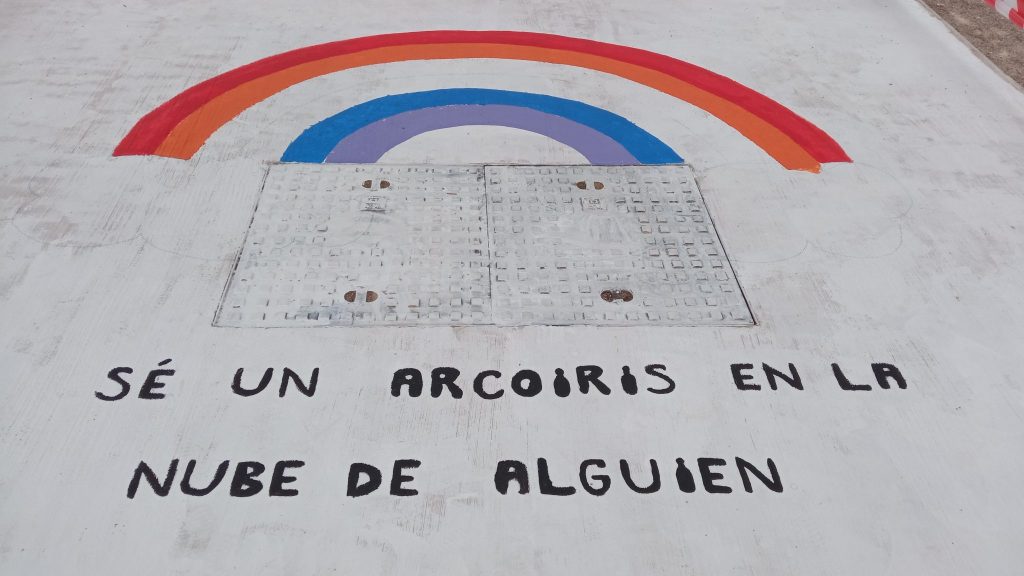 SÉ UN ARCOIRIS EN LA
NUBE DE ALGUIEN